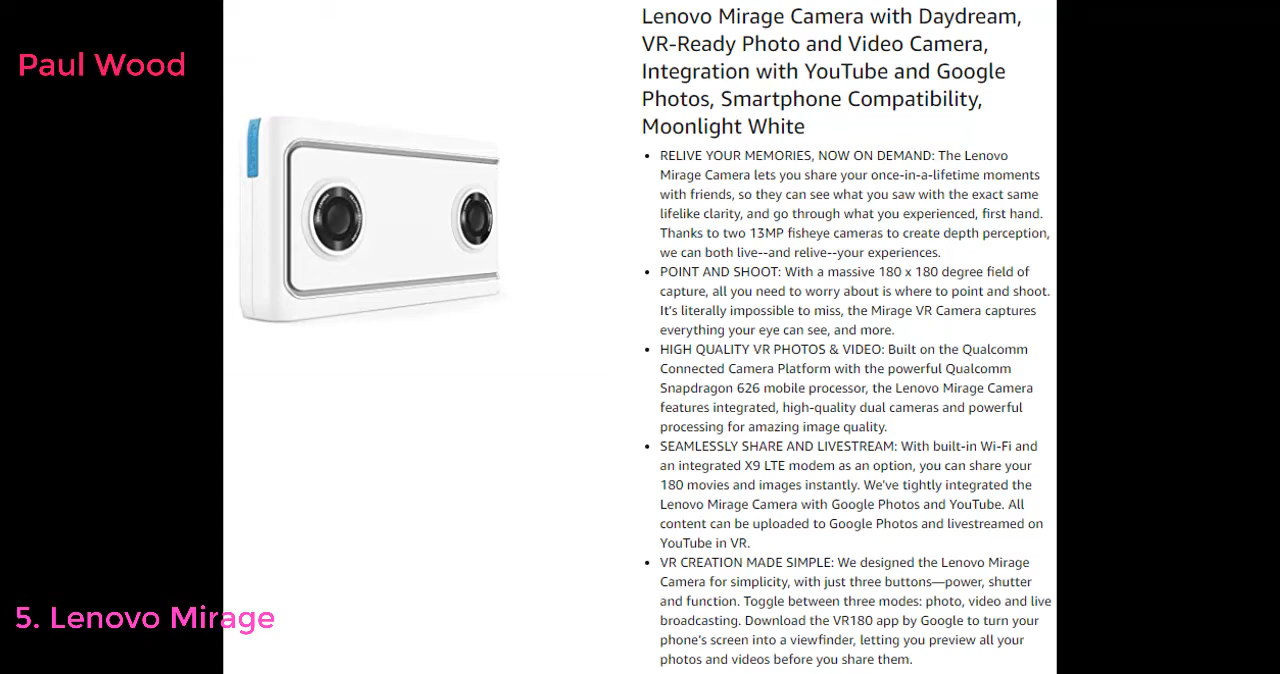 Paul Wood
Lenovo Mirage Camera with Daydream,
VR-Ready Photo and Video Camera,
Integration with YouTube and Google
Photos, Smartphone Compatibility,
Moonlight White
• RELIVE YOUR MEMORIES, NOW ON DEMAND: The Lenovo
Mirage Camera lets you share your once-in-a-lifetime moments
with friends, so they can see what you saw with the exact same
lifelike clarity, and go through what you experienced, first hand.
Thanks to two 13MP fisheye cameras to create depth perception,
we can both live--and relive--your experiences.
• POINT AND SHOOT: With a massive 180 x 180 degree field of
capture, all you need to worry about is where to point and shoot.
It's literally impossible to miss, the Mirage VR Camera captures
everything your eye can see, and more.
• HIGH QUALITY VR PHOTOS & VIDEO: Built on the Qualcomm
Connected Camera Platform with the powerful Qualcomm
Snapdragon 626 mobile processor, the Lenovo Mirage Camera
features integrated, high-quality dual cameras and powerful
processing for amazing image quality.
• SEAMLESSLY SHARE AND LIVESTREAM: With built-in Wi-Fi and
an integrated X9 LTE modem as an option, you can share your
180 movies and images instantly. We've tightly integrated the
Lenovo Mirage Camera with Google Photos and YouTube. All
content can be uploaded to Google Photos and livestreamed on
YouTube in VR.
• VR CREATION MADE SIMPLE: We designed the Lenovo Mirage
Camera for simplicity, with just three buttons—power, shutter
and function. Toggle between three modes: photo, video and live
broadcasting. Download the VR180 app by Google to turn your
phone's screen into a viewfinder, letting you preview all your
photos and videos before you share them.
5. Lenovo Mirage